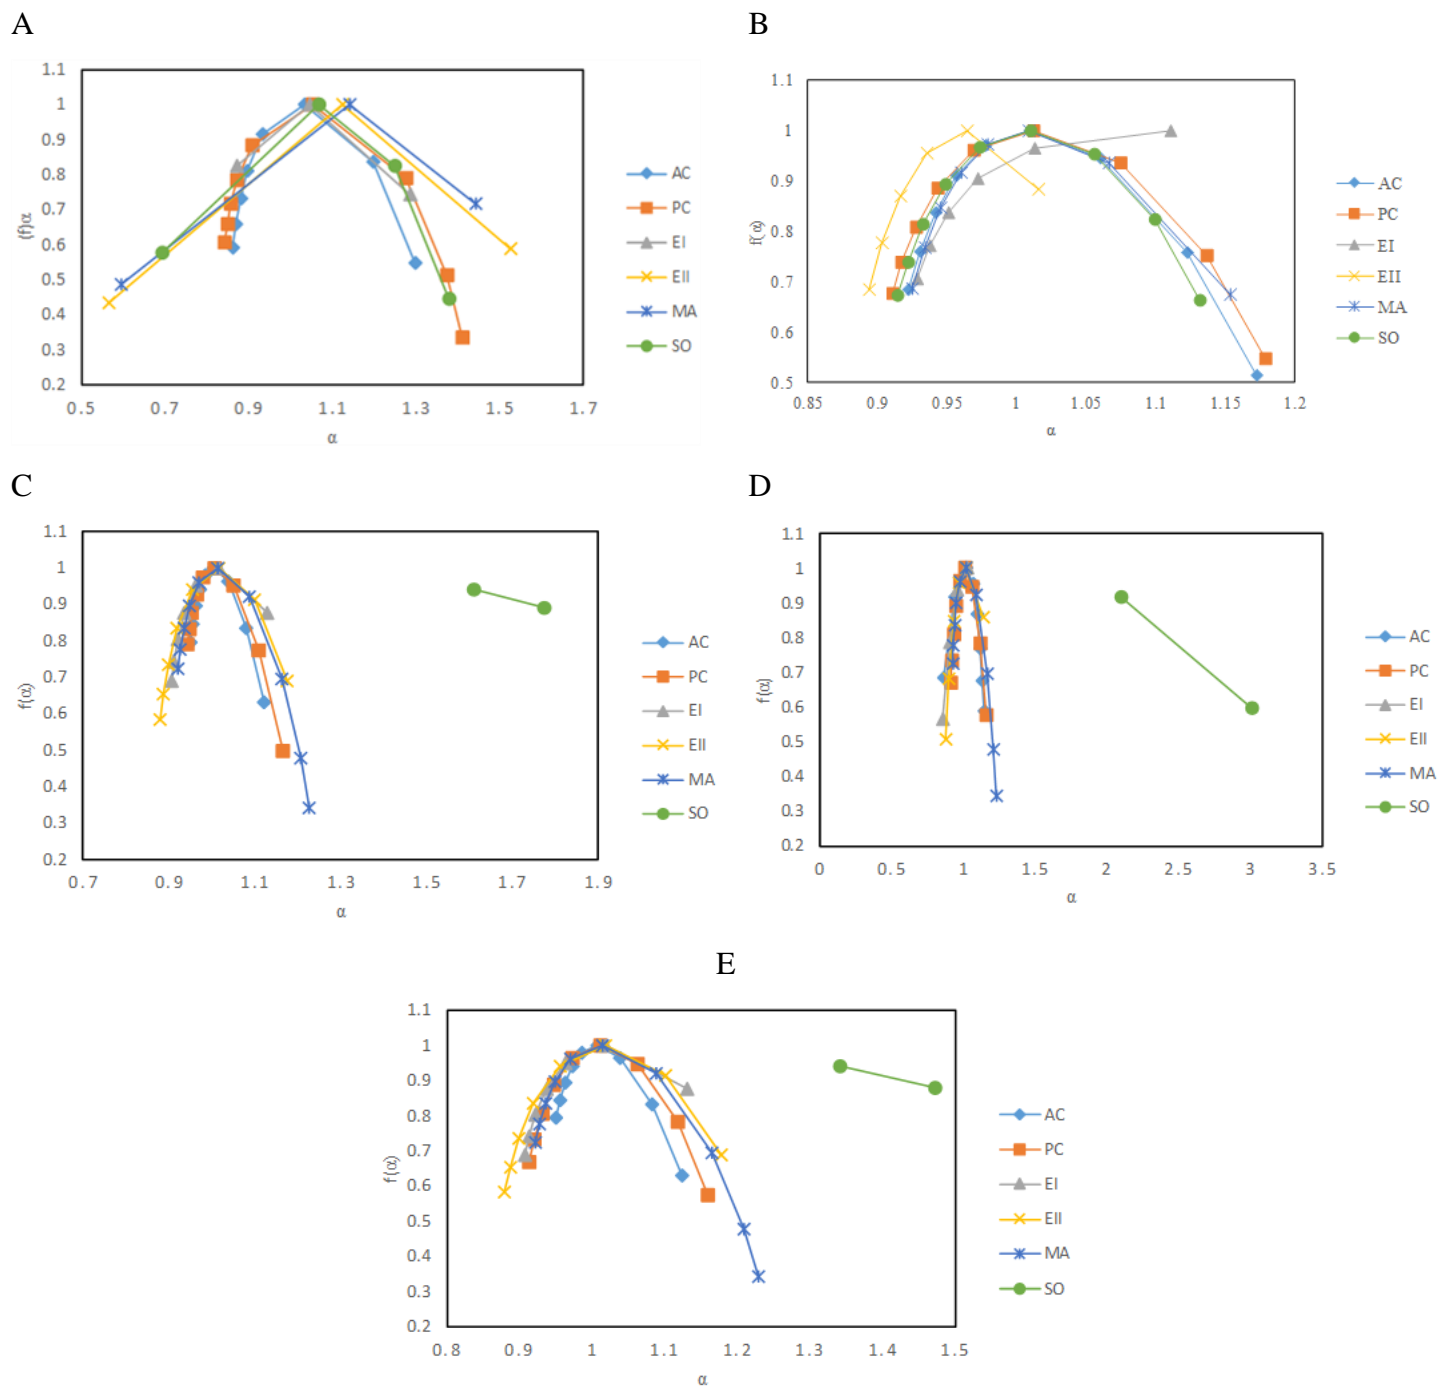 A
(f)α
1.1
1
0.9
0.8
0.7
0.6
0.5
0.4
0.3
0.2
0.5 0.7 0.9 1.1 1.3 1.5 1.7
α
AC
PC
EI
EII
MA
SO
B
f(α)
1.1
1
0.9
0.8
0.7
0.6
0.5
0.85 0.9 0.95 1 1.05 1.1 1.15 1.2
α
AC
PC
EI
EII
MA
SO
C
f(α)
1.1
1
0.9
0.8
0.7
0.6
0.5
0.4
0.3
0.2
0.7 0.9 1.1 1.3 1.5 1.7 1.9
α
AC
PC
EI
EII
MA
SO
D
f(α)
1.1
1
0.9
0.8
0.7
0.6
0.5
0.4
0.3
0.2
0 0.5 1 1.5 2 2.5 3 3.5
α
AC
PC
EI
EII
MA
SO
E
f(α)
1.1
1
0.9
0.8
0.7
0.6
0.5
0.4
0.3
0.2
0.8 0.9 1 1.1 1.2 1.3 1.4 1.5
α
AC
PC
EI
EII
MA
SO